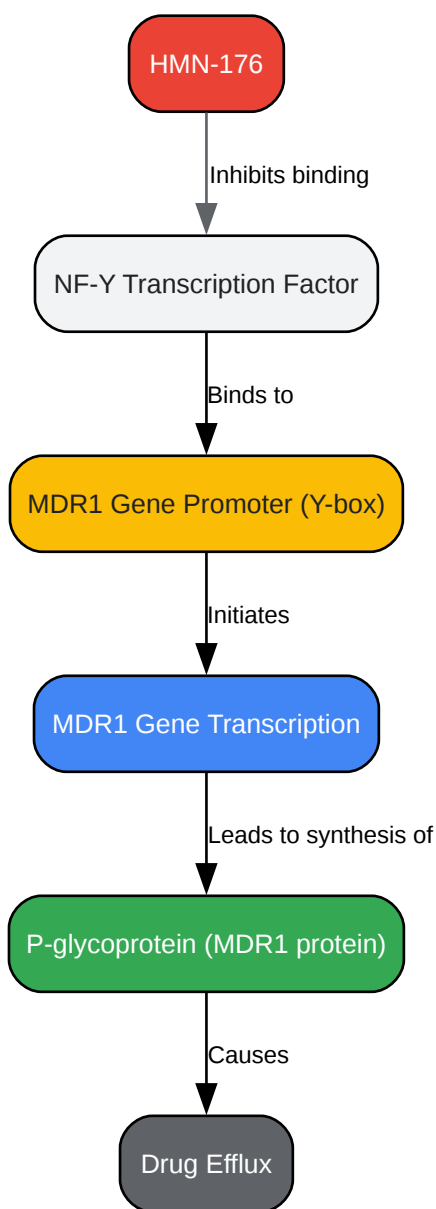 HMN-176
Inhibits binding
NF-Y Transcription Factor
Binds to
MDR1 Gene Promoter (Y-box)
Initiates
MDR1 Gene Transcription
Leads to synthesis of
P-glycoprotein (MDR1 protein)
Causes
Drug Efflux